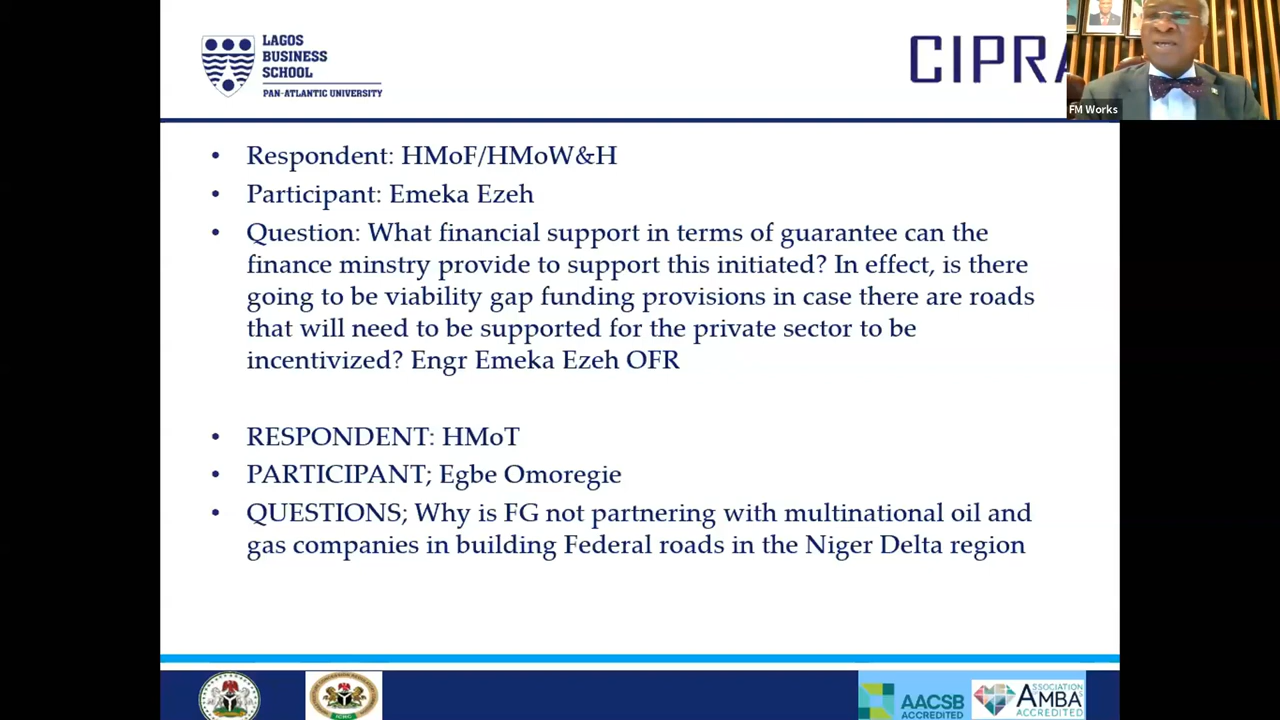 LAGOS
BUSINESS
SCHOOL
PAN-ATLANTIC UNIVERSITY
CIPRA
FM Works
• Respondent: HMoF/HMoW&H
• Participant: Emeka Ezeh
• Question: What financial support in terms of guarantee can the
finance minstry provide to support this initiated? In effect, is there
going to be viability gap funding provisions in case there are roads
that will need to be supported for the private sector to be
incentivized? Engr Emeka Ezeh OFR
• RESPONDENT: HMoT
• PARTICIPANT; Egbe Omoregie
• QUESTIONS; Why is FG not partnering with multinational oil and
gas companies in building Federal roads in the Niger Delta region
AACSB
ACCREDITED
ASSOCIATION
AMBA
ACCREDITED